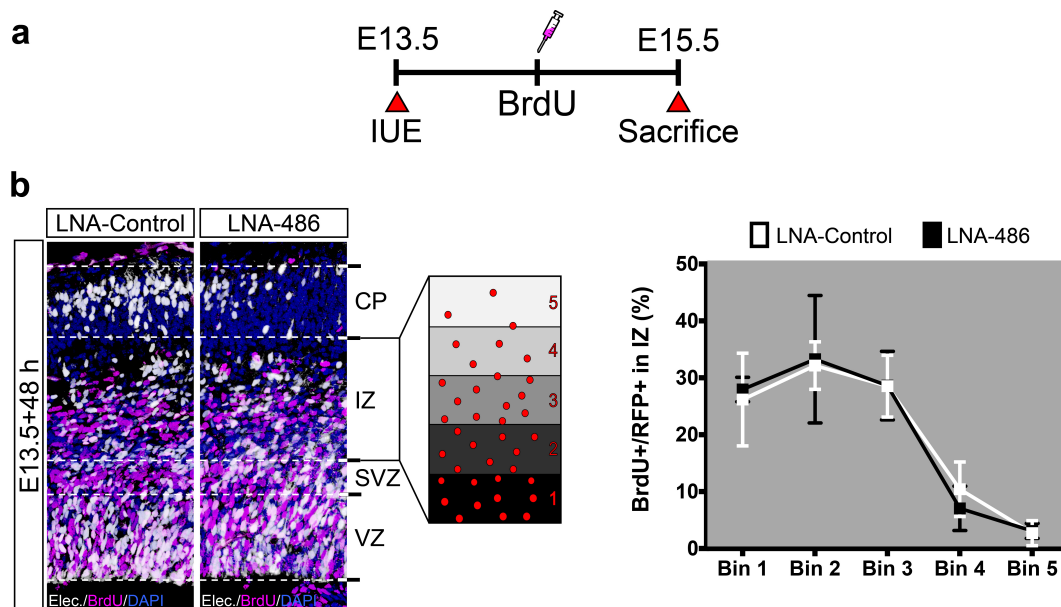 a
E13.5
E15.5
BrdU
IUE
Sacrifice
b
LNA-Control
LNA-486
E13.5+48 h
CP
IZ
SVZ
VZ
Elec./BrdU/DAPI
Elec./BrdU/DAPI
5
4
3
2
1
LNA-Control
LNA-486
BrdU+/RFP+ in IZ (%)
50
40
30
20
10
0
Bin 1
Bin 2
Bin 3
Bin 4
Bin 5